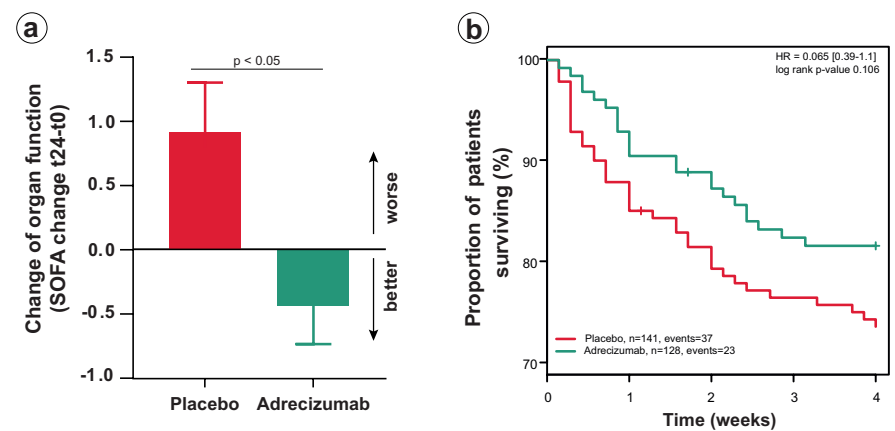 a
1.5
1.0
0.5
0.0
-0.5
-1.0
Change of organ function
(SOFA change t24-t0)
p < 0.05
worse
better
Placebo
Adrecizumab
b
100
90
80
70
Proportion of patients
surviving (%)
HR = 0.065 [0.39-1.1]
log rank p-value 0.106
Placebo, n=141, events=37
Adrecizumab, n=128, events=23
0 1 2 3 4
Time (weeks)